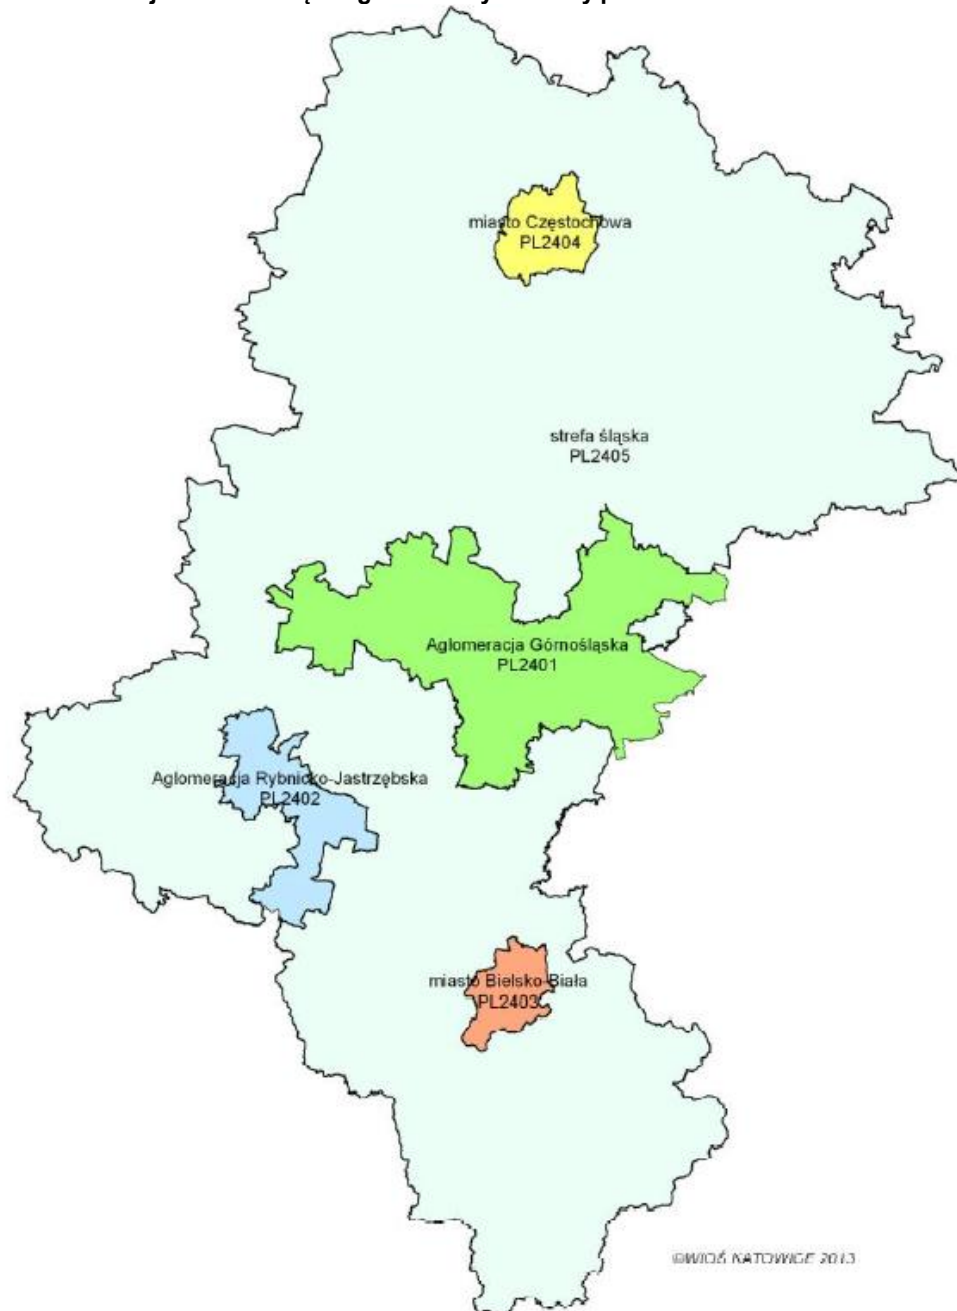 miasto Częstochowa
PL2404
strefa śląska
PL2405
Aglomeracja Górnośląska
PL2401
Aglomeracja Rybnicko-Jastrzębska
PL2402
miasto Bielsko-Biała
PL2403
©WIOŚ KATOWICE 2013